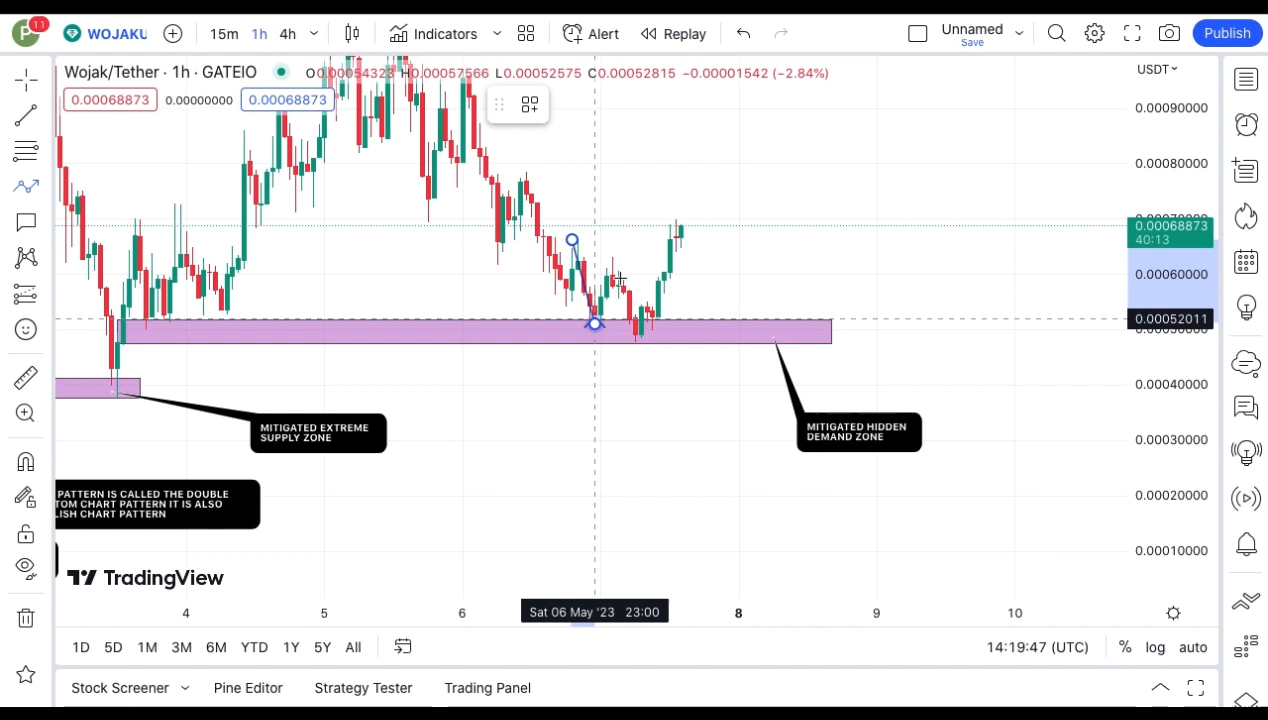 P 11 WOJAKU 15m 1h 4h Indicators Alert Replay Unnamed Save Publish
Wojak/Tether · 1h · GATEIO O0.00054323 H0.00057566 L0.00052575 C0.00052815 −0.00001542 (−2.84%) USDT
0.00068873 0.00000000 0.00068873
0.00090000
0.00080000
0.00068873
40:13
0.00060000
0.00052011
0.00040000
MITIGATED EXTREME
SUPPLY ZONE
MITIGATED HIDDEN
DEMAND ZONE
0.00030000
PATTERN IS CALLED THE DOUBLE
TOM CHART PATTERN IT IS ALSO
LISH CHART PATTERN
0.00020000
0.00010000
TradingView
4 5 6 Sat 06 May '23 23:00 8 9 10
1D 5D 1M 3M 6M YTD 1Y 5Y All 14:19:47 (UTC) % log auto
Stock Screener Pine Editor Strategy Tester Trading Panel